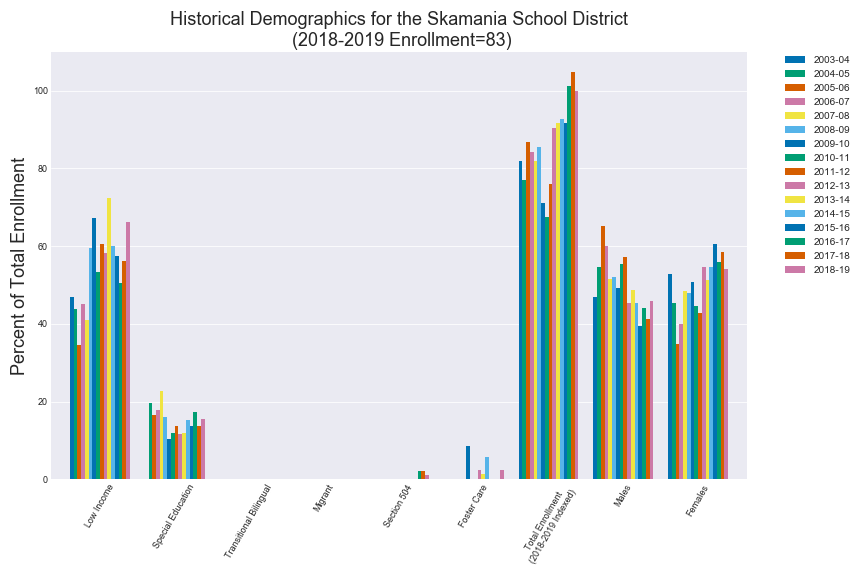 Historical Demographics for the Skamania School District
(2018-2019 Enrollment=83)
Percent of Total Enrollment
100
80
60
40
20
0
Low Income
Special Education
Transitional Bilingual
Migrant
Section 504
Foster Care
Total Enrollment
(2018-2019 Indexed)
Males
Females
2003-04
2004-05
2005-06
2006-07
2007-08
2008-09
2009-10
2010-11
2011-12
2012-13
2013-14
2014-15
2015-16
2016-17
2017-18
2018-19